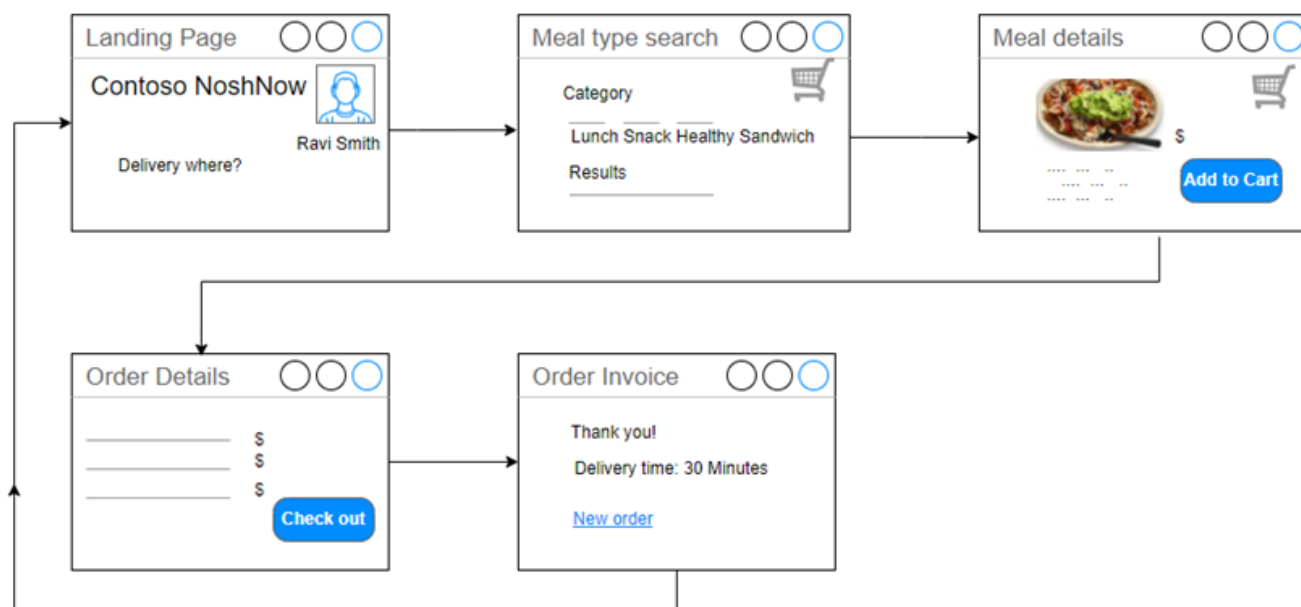 Landing Page
Contoso NoshNow
Ravi Smith
Delivery where?
Meal type search
Category
Lunch Snack Healthy Sandwich
Results
Meal details
$
Add to Cart
Order Details
$
$
$
Check out
Order Invoice
Thank you!
Delivery time: 30 Minutes
New order